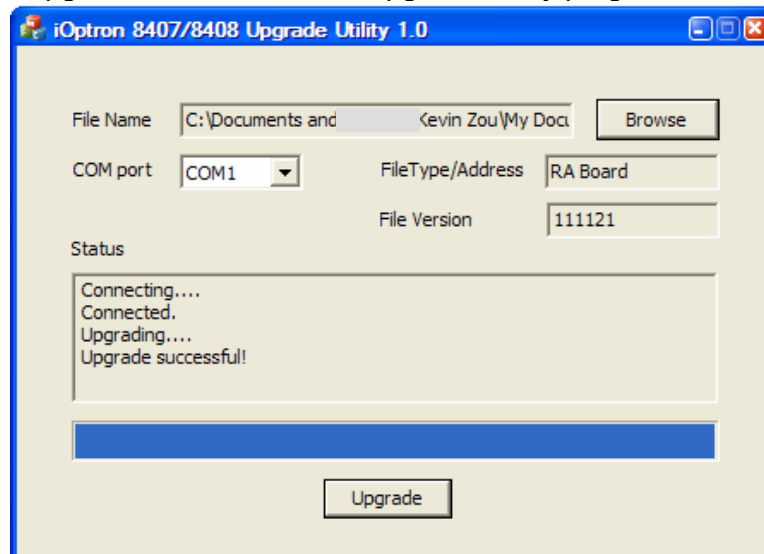 iOptron 8407/8408 Upgrade Utility 1.0
File Name C:\Documents and Kevin Zou\My Docu Browse
COM port COM1 FileType/Address RA Board
File Version 111121
Status
Connecting....
Connected.
Upgrading....
Upgrade successful!
Upgrade